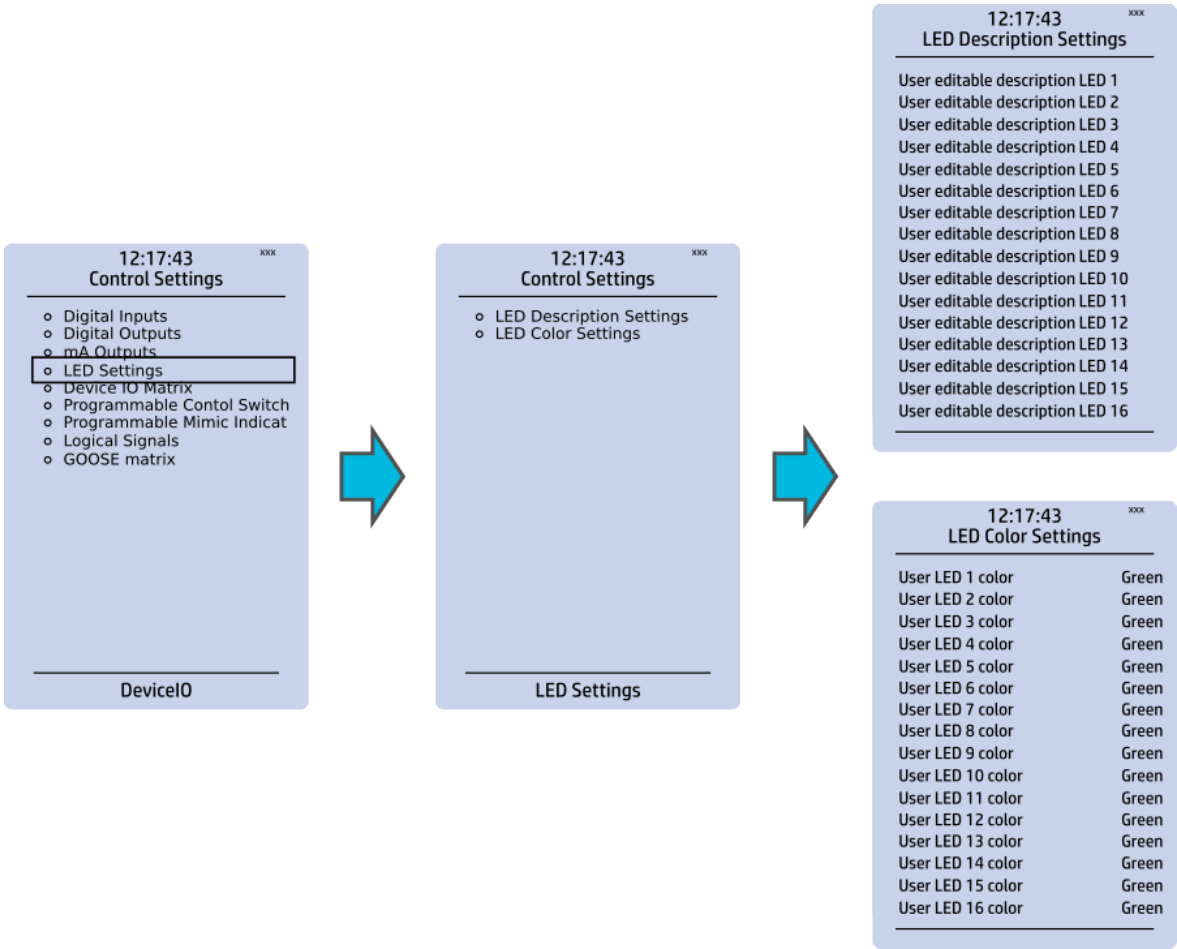 12:17:43 xxx
Control Settings
Digital Inputs
Digital Outputs
mA Outputs
LED Settings
Device IO Matrix
Programmable Contol Switch
Programmable Mimic Indicat
Logical Signals
GOOSE matrix
DeviceIO
12:17:43 xxx
Control Settings
LED Description Settings
LED Color Settings
LED Settings
12:17:43 xxx
LED Description Settings
User editable description LED 1
User editable description LED 2
User editable description LED 3
User editable description LED 4
User editable description LED 5
User editable description LED 6
User editable description LED 7
User editable description LED 8
User editable description LED 9
User editable description LED 10
User editable description LED 11
User editable description LED 12
User editable description LED 13
User editable description LED 14
User editable description LED 15
User editable description LED 16
12:17:43 xxx
LED Color Settings
User LED 1 color Green
User LED 2 color Green
User LED 3 color Green
User LED 4 color Green
User LED 5 color Green
User LED 6 color Green
User LED 7 color Green
User LED 8 color Green
User LED 9 color Green
User LED 10 color Green
User LED 11 color Green
User LED 12 color Green
User LED 13 color Green
User LED 14 color Green
User LED 15 color Green
User LED 16 color Green